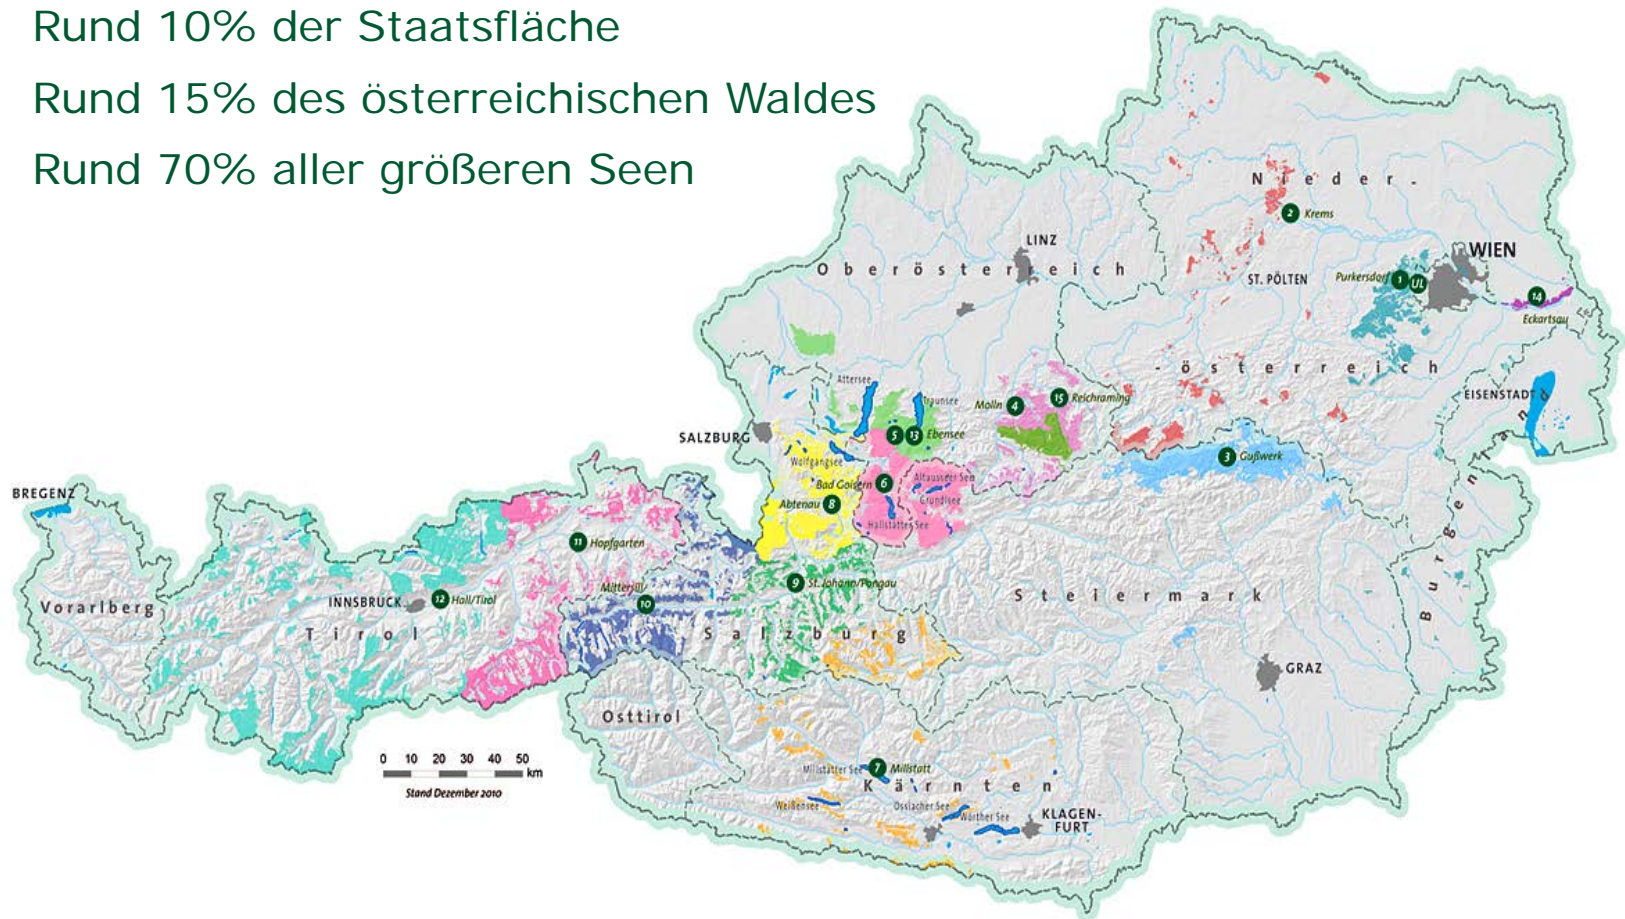 Rund 10% der Staatsfläche
Rund 15% des österreichischen Waldes
Rund 70% aller größeren Seen
Nieder-
2 Krems
LINZ
WIEN
Oberösterreich
ST. PÖLTEN
Purkersdorf 1 UL
14
Eckartsau
-österreich
Attersee
Traunsee
Molln 4
15 Reichraming
EISENSTADT
SALZBURG
5 13 Ebensee
Wolfgangsee
3 Gußwerk
Bad Goisern 6
Altausseer See
Grundlsee
BREGENZ
Abtenau 8
Hallstätter See
Burgenland
11 Hopfgarten
Mittersill
10
9 St. Johann/Pongau
Vorarlberg
INNSBRUCK
12 Hall/Tirol
Steiermark
Tirol
Salzburg
GRAZ
Osttirol
0 10 20 30 40 50
km
Stand Dezember 2010
Millstätter See
7 Millstatt
Kärnten
Weißensee
Ossiacher See
Wörther See
KLAGEN-
FURT